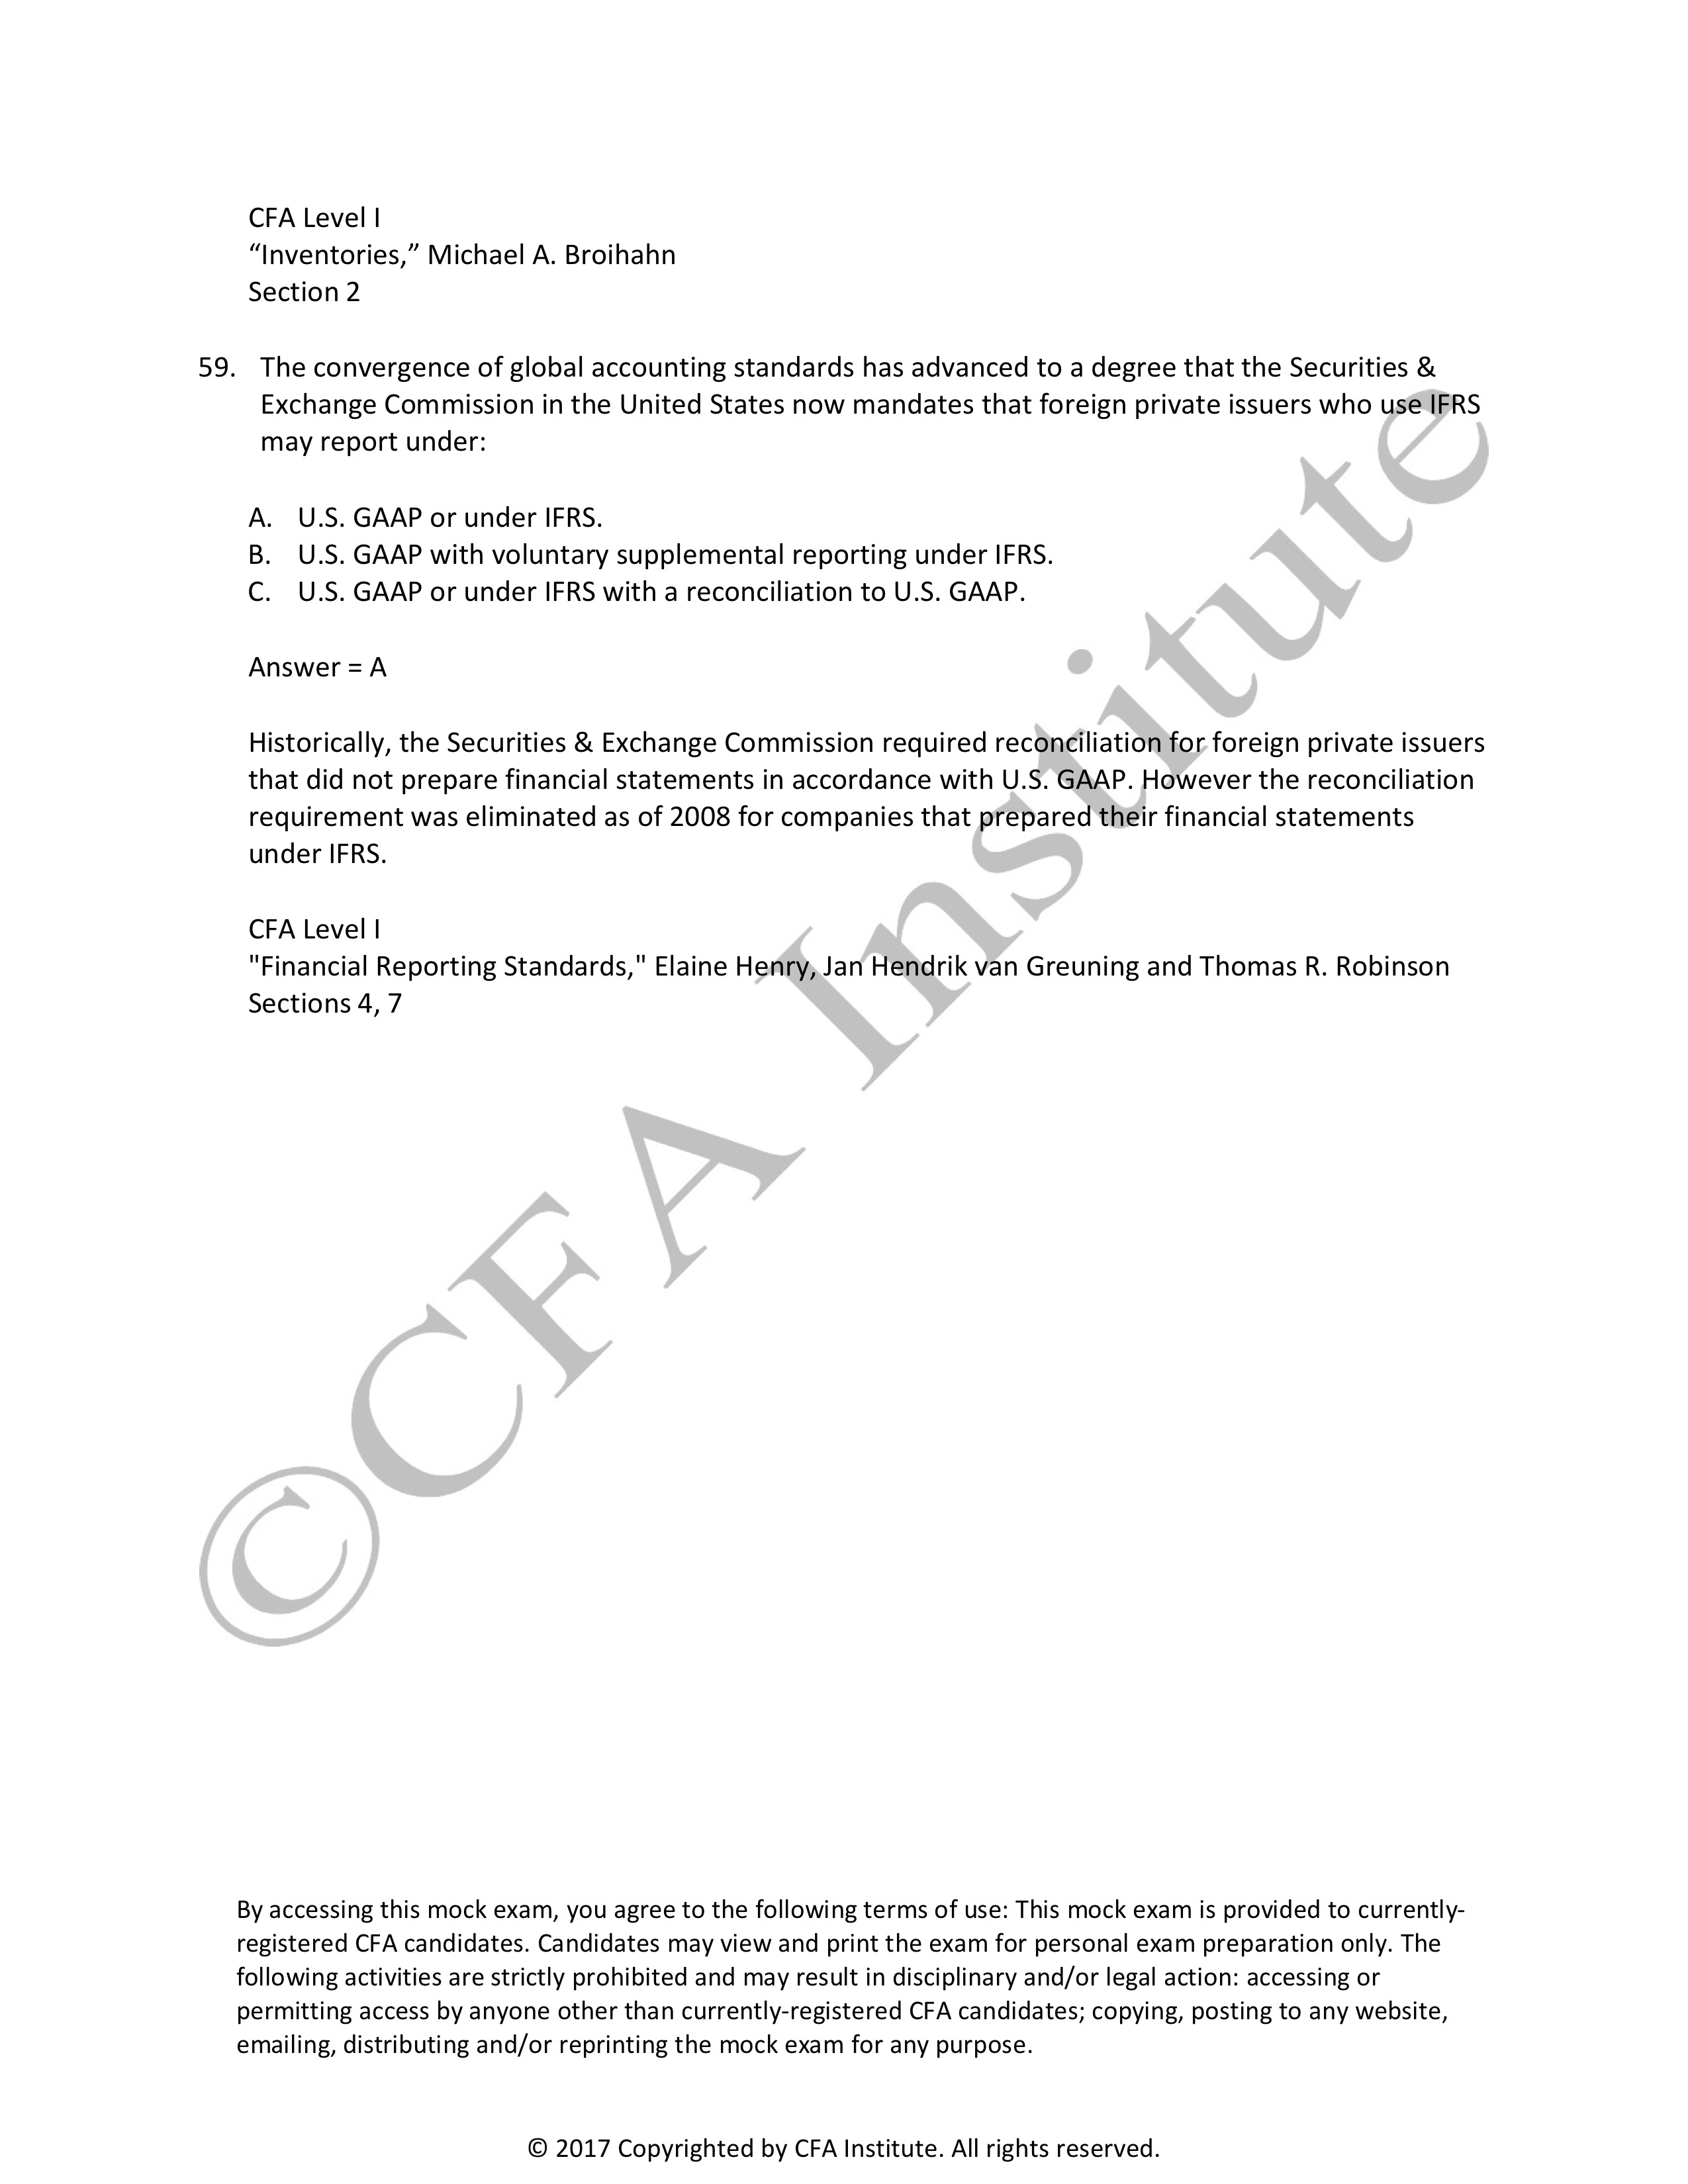 CFA Level I
“Inventories,” Michael A. Broihahn
Section 2
59. The convergence of global accounting standards has advanced to a degree that the Securities &
Exchange Commission in the United States now mandates that foreign private issuers who use IFRS
may report under:
A. U.S. GAAP or under IFRS.
B. U.S. GAAP with voluntary supplemental reporting under IFRS.
C. U.S. GAAP or under IFRS with a reconciliation to U.S. GAAP.
Answer = A
Historically, the Securities & Exchange Commission required reconciliation for foreign private issuers
that did not prepare financial statements in accordance with U.S. GAAP. However the reconciliation
requirement was eliminated as of 2008 for companies that prepared their financial statements
under IFRS.
CFA Level I
"Financial Reporting Standards," Elaine Henry, Jan Hendrik van Greuning and Thomas R. Robinson
Sections 4, 7
©CFA Institute
By accessing this mock exam, you agree to the following terms of use: This mock exam is provided to currently-
registered CFA candidates. Candidates may view and print the exam for personal exam preparation only. The
following activities are strictly prohibited and may result in disciplinary and/or legal action: accessing or
permitting access by anyone other than currently-registered CFA candidates; copying, posting to any website,
emailing, distributing and/or reprinting the mock exam for any purpose.
© 2017 Copyrighted by CFA Institute. All rights reserved.